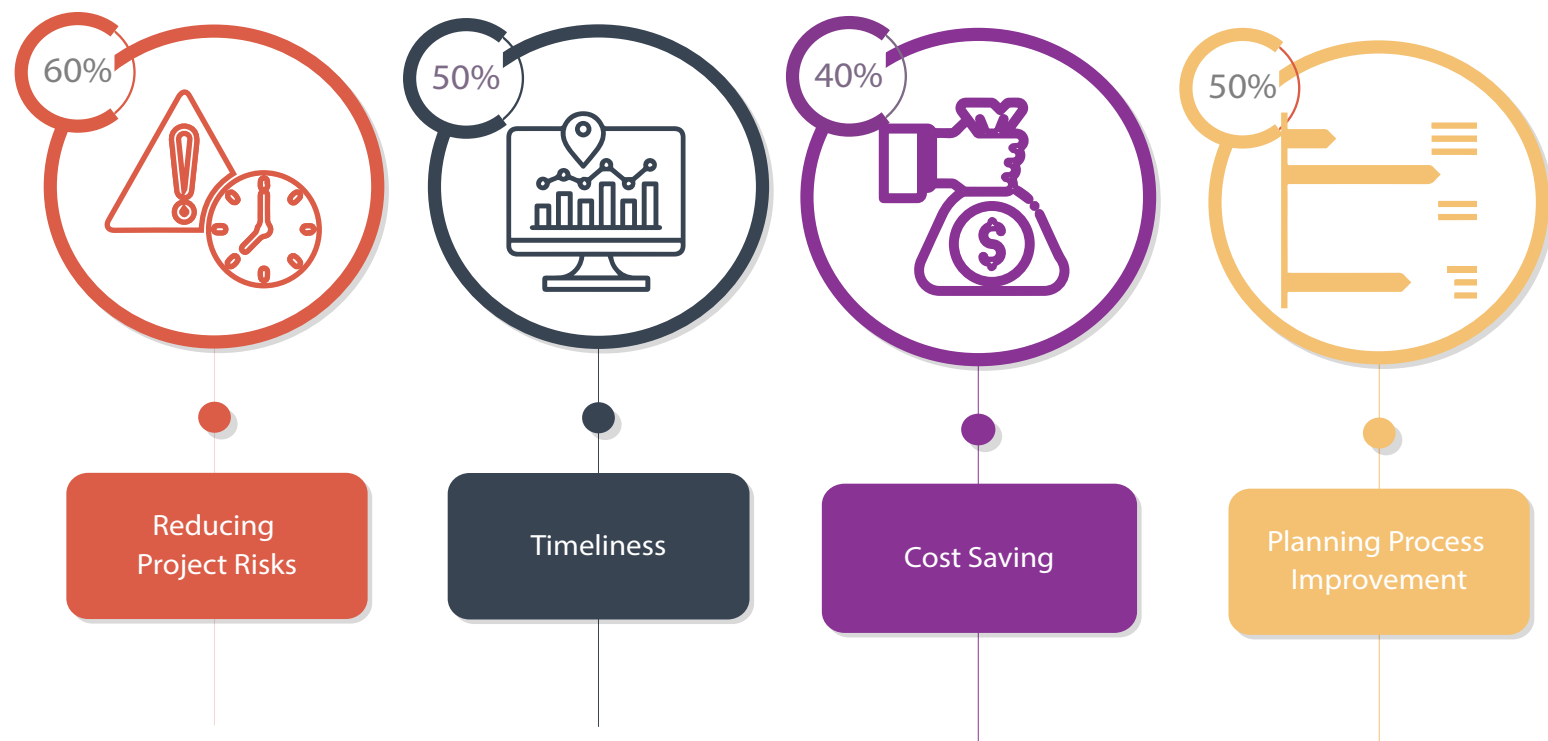 60%
50%
40%
50%
Reducing
Project Risks
Timeliness
Cost Saving
Planning Process
Improvement